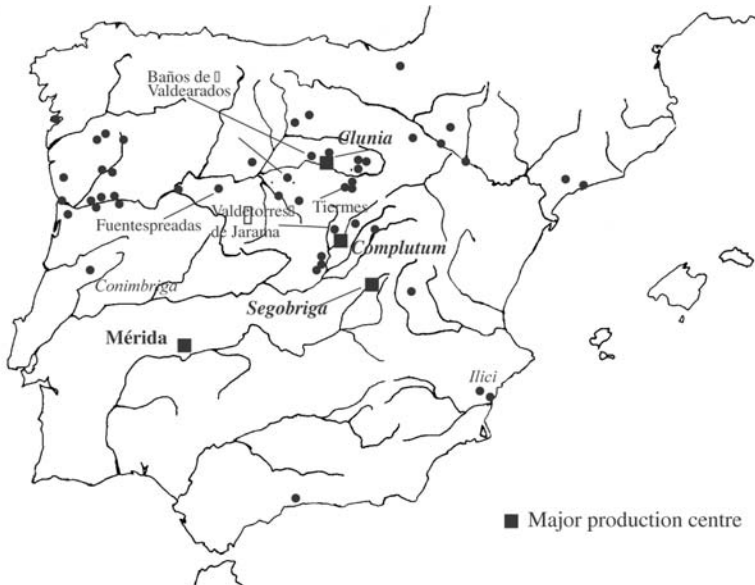 Baños de ▯
Valdearados
Clunia
Fuentespreadas
Valdetorres▯
de Jarama
Tiermes
Complutum
Conimbriga
Segobriga
Mérida
Ilici
■ Major production centre